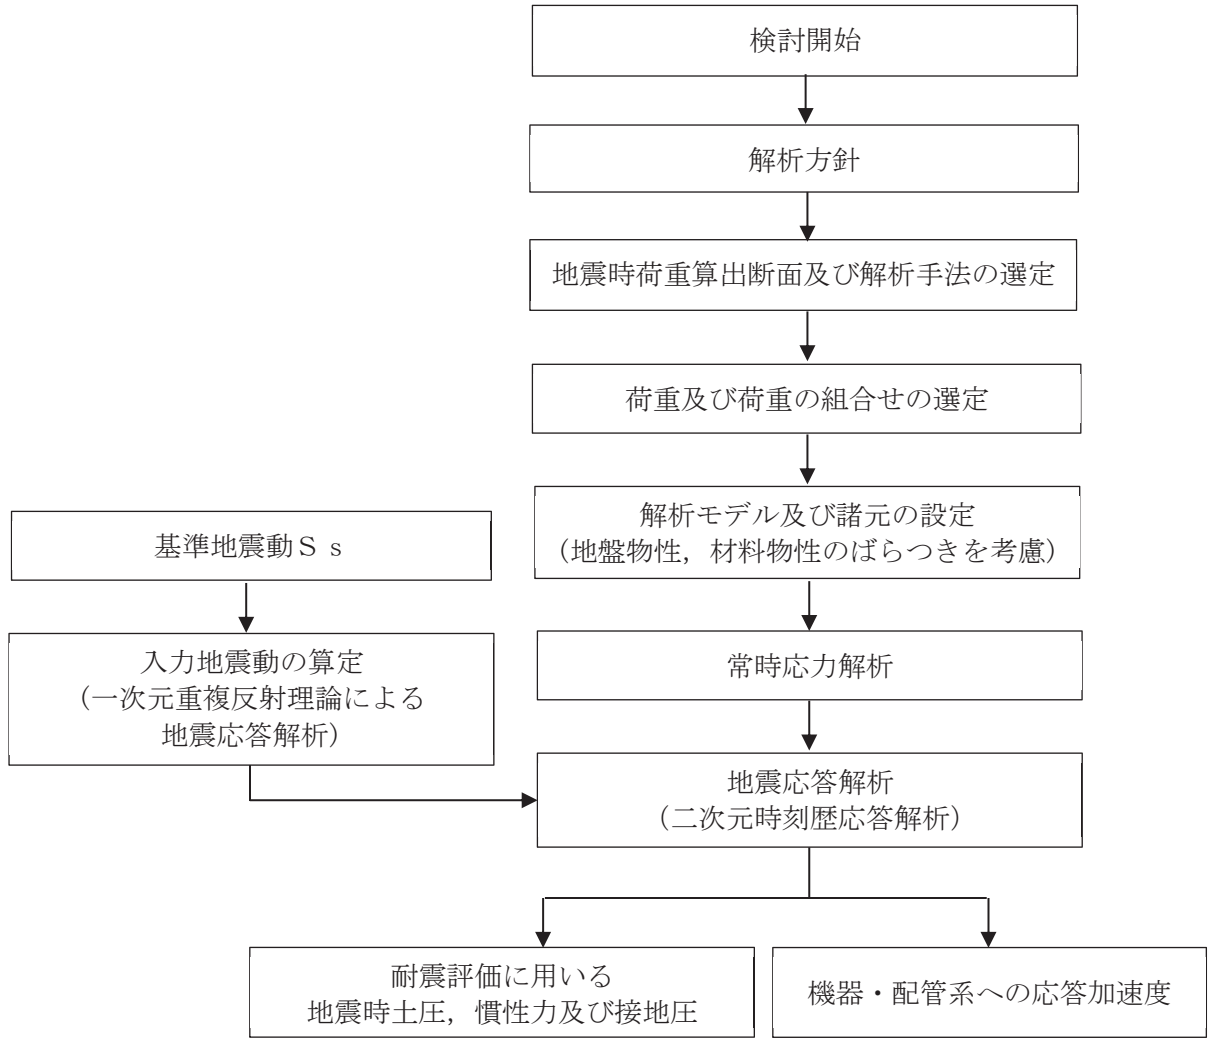 検討開始
解析方針
地震時荷重算出断面及び解析手法の選定
荷重及び荷重の組合せの選定
解析モデル及び諸元の設定
（地盤物性，材料物性のばらつきを考慮）
基準地震動Ｓｓ
入力地震動の算定
（一次元重複反射理論による
地震応答解析）
常時応力解析
地震応答解析
（二次元時刻歴応答解析）
耐震評価に用いる
地震時土圧，慣性力及び接地圧
機器・配管系への応答加速度